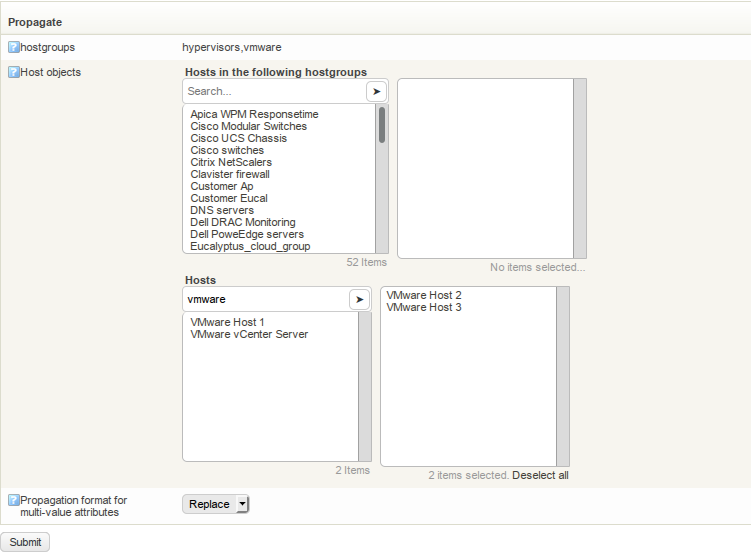 Propagate
hostgroups
hypervisors,vmware
Host objects
Hosts in the following hostgroups
Search...
Apica WPM Responsetime
Cisco Modular Switches
Cisco UCS Chassis
Cisco switches
Citrix NetScalers
Clavister firewall
Customer Ap
Customer Eucal
DNS servers
Dell DRAC Monitoring
Dell PoweEdge servers
Eucalyptus_cloud_group
52 Items
No items selected...
Hosts
vmware
VMware Host 1
VMware vCenter Server
2 Items
VMware Host 2
VMware Host 3
2 items selected. Deselect all
Propagation format for
multi-value attributes
Replace
Submit